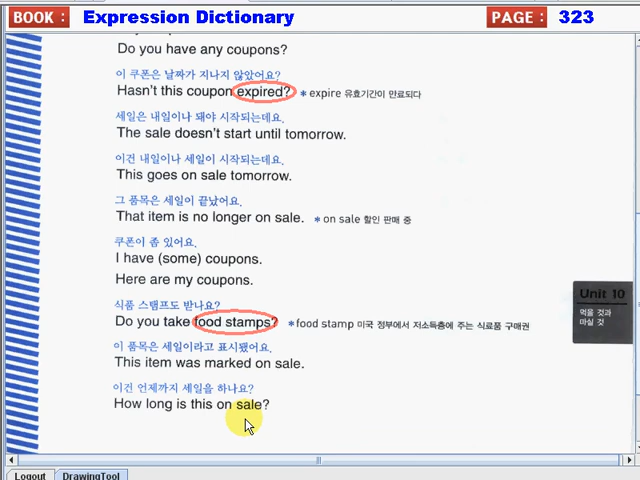 BOOK : Expression Dictionary PAGE : 323
Do you have any coupons?
이 쿠폰은 날짜가 지나지 않았어요?
Hasn't this coupon expired? * expire 유효기간이 만료되다
세일은 내일이나 돼야 시작되는데요.
The sale doesn't start until tomorrow.
이건 내일이나 세일이 시작되는데요.
This goes on sale tomorrow.
그 품목은 세일이 끝났어요.
That item is no longer on sale. * on sale 할인 판매 중
쿠폰이 좀 있어요.
I have (some) coupons.
Here are my coupons.
식품 스탬프도 받나요?
Do you take food stamps? * food stamp 미국 정부에서 저소득층에 주는 식료품 구매권
이 품목은 세일이라고 표시됐어요.
This item was marked on sale.
이건 언제까지 세일을 하나요?
How long is this on sale?
Unit 10
먹을 것과
마실 것
Logout DrawingTool